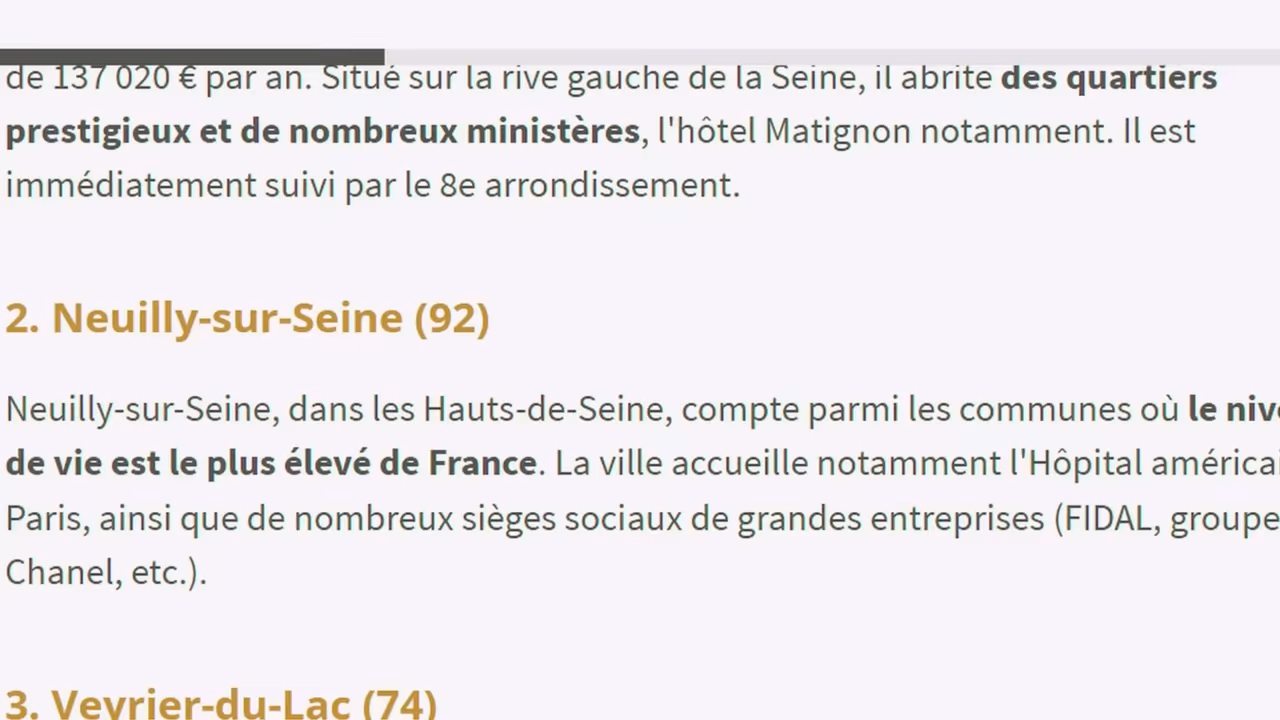 de 137 020 € par an. Situé sur la rive gauche de la Seine, il abrite des quartiers
prestigieux et de nombreux ministères, l'hôtel Matignon notamment. Il est
immédiatement suivi par le 8e arrondissement.
2. Neuilly-sur-Seine (92)
Neuilly-sur-Seine, dans les Hauts-de-Seine, compte parmi les communes où le
de vie est le plus élevé de France. La ville accueille notamment l'Hôpital
Paris, ainsi que de nombreux sièges sociaux de grandes entreprises (FIDAL, groupe
Chanel, etc.).
3. Veyrier-du-Lac (74)